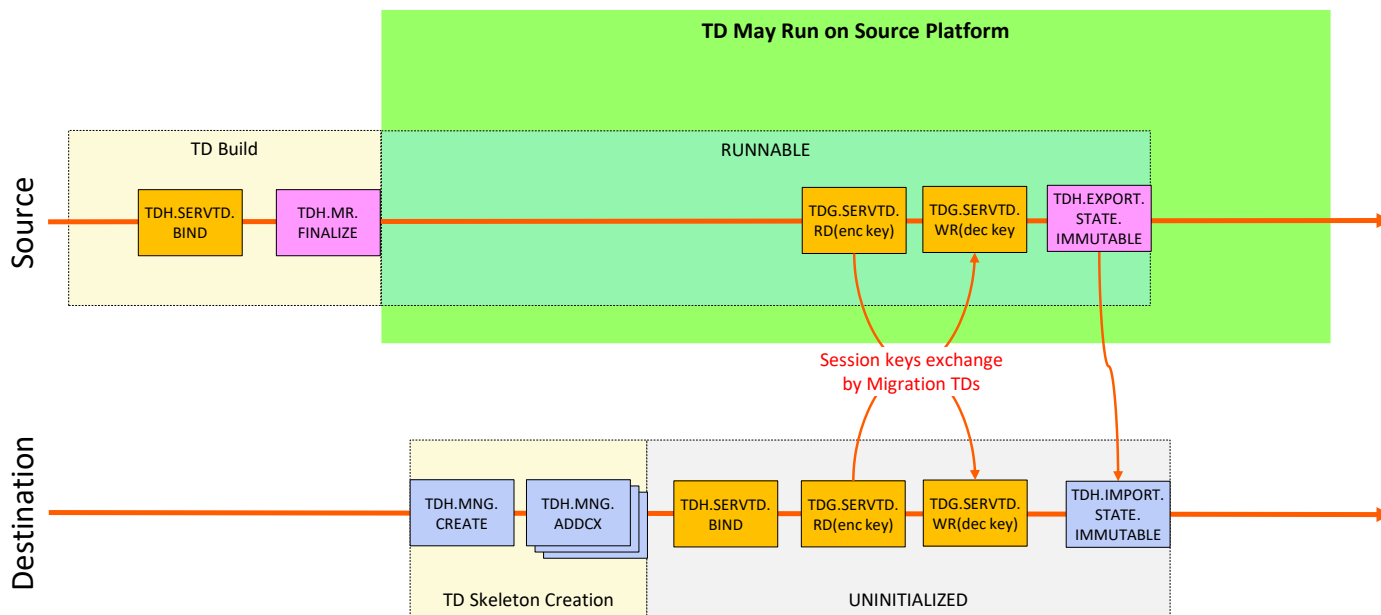 TD May Run on Source Platform
TD Build
RUNNABLE
Source
TDH.SERVTD.
BIND
TDH.MR.
FINALIZE
TDG.SERVTD.
RD(enc key)
TDG.SERVTD.
WR(dec key
TDH.EXPORT.
STATE.
IMMUTABLE
Session keys exchange
by Migration TDs
Destination
TDH.MNG.
CREATE
TDH.MNG.
ADDCX
TDH.SERVTD.
BIND
TDG.SERVTD.
RD(enc key)
TDG.SERVTD.
WR(dec key)
TDH.IMPORT.
STATE.
IMMUTABLE
TD Skeleton Creation
UNINITIALIZED